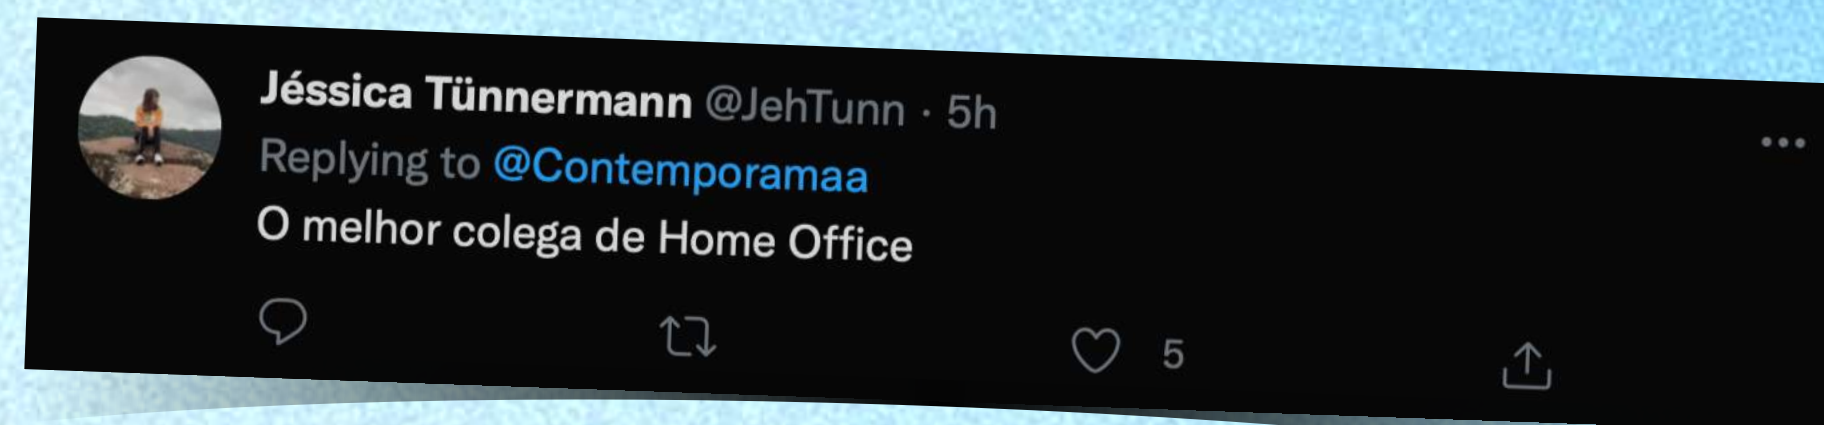 Jéssica Tünnermann @JehTunn · 5h
Replying to @Contemporamaa
O melhor colega de Home Office
5